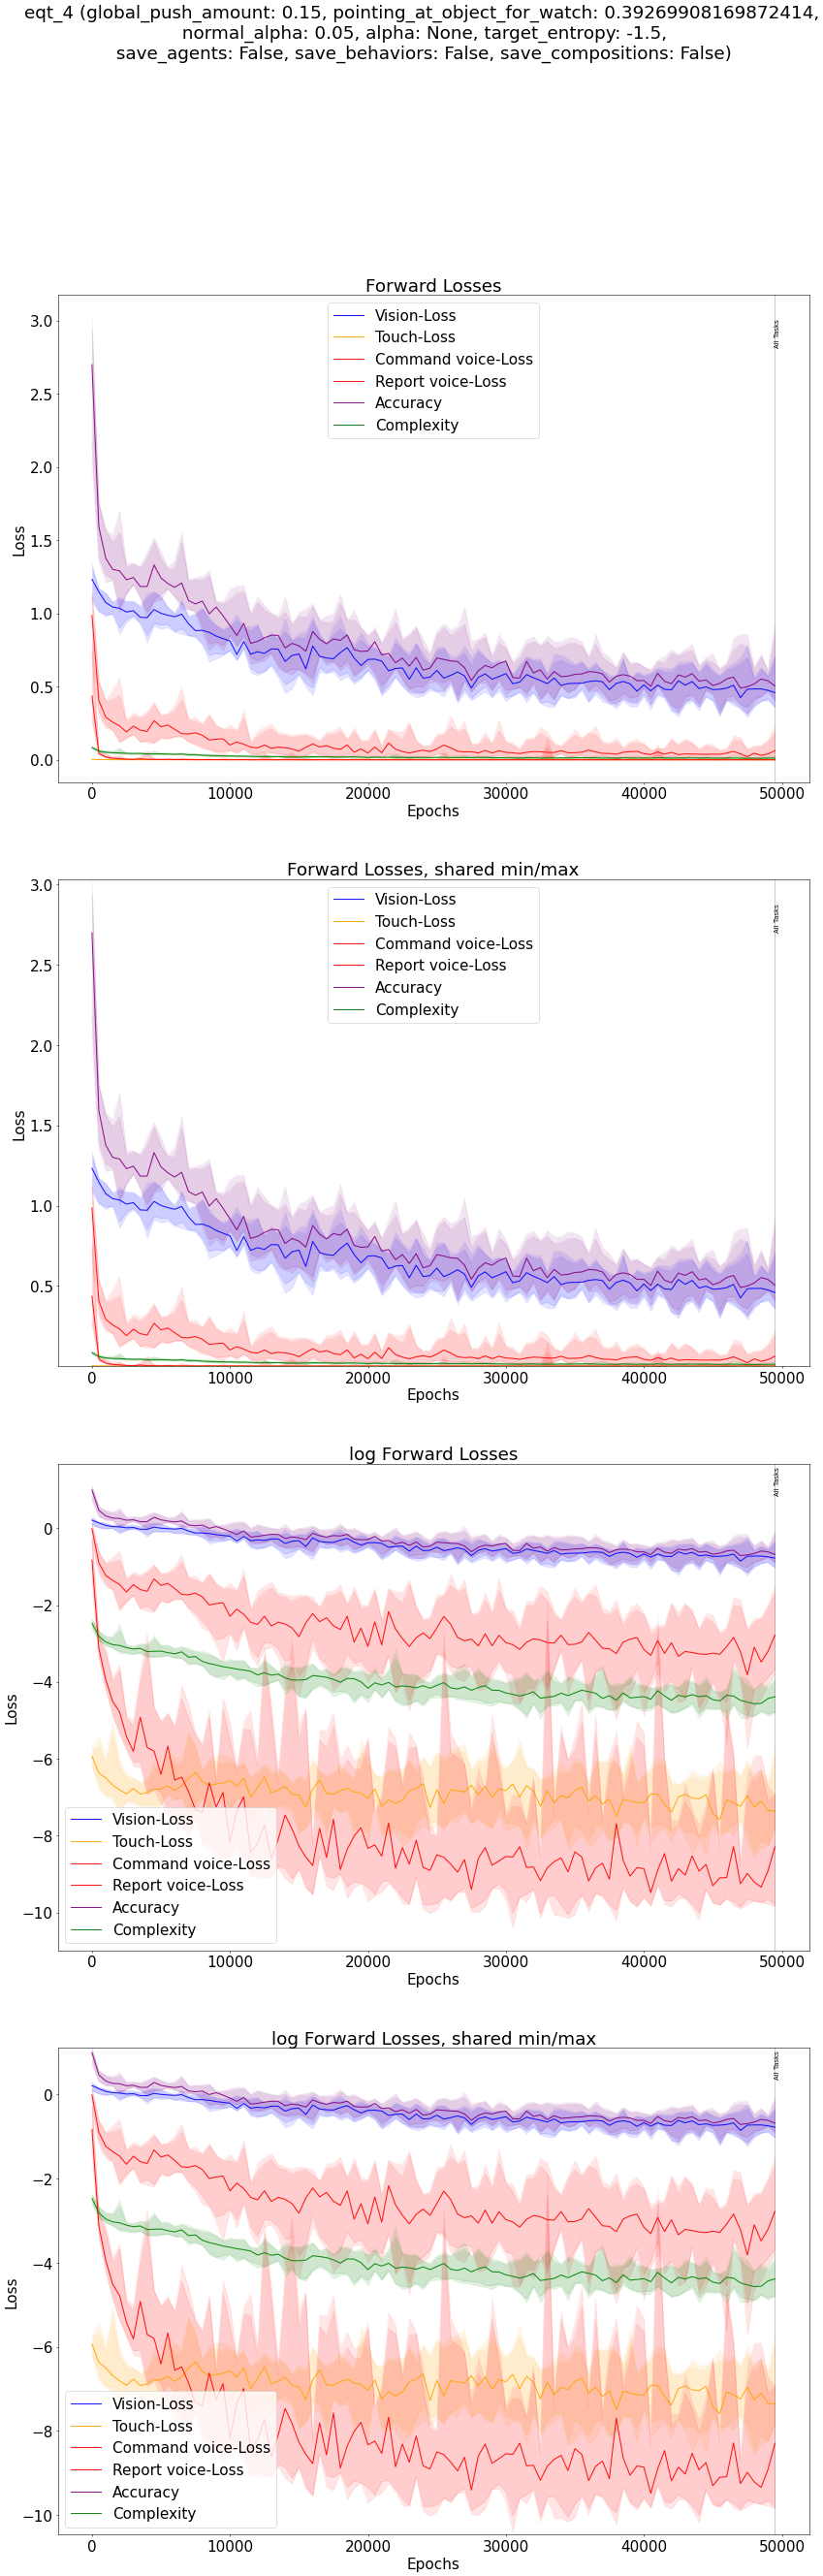 eqt_4 (global_push_amount: 0.15, pointing_at_object_for_watch: 0.39269908169872414,
normal_alpha: 0.05, alpha: None, target_entropy: -1.5,
save_agents: False, save_behaviors: False, save_compositions: False)
Forward Losses
Vision-Loss
Touch-Loss
Command voice-Loss
Report voice-Loss
Accuracy
Complexity
All Tasks
3.0
2.5
2.0
1.5
1.0
0.5
0.0
Loss
0 10000 20000 30000 40000 50000
Epochs
Forward Losses, shared min/max
Vision-Loss
Touch-Loss
Command voice-Loss
Report voice-Loss
Accuracy
Complexity
All Tasks
3.0
2.5
2.0
1.5
1.0
0.5
Loss
0 10000 20000 30000 40000 50000
Epochs
log Forward Losses
All Tasks
0
−2
−4
−6
−8
−10
Loss
Vision-Loss
Touch-Loss
Command voice-Loss
Report voice-Loss
Accuracy
Complexity
0 10000 20000 30000 40000 50000
Epochs
log Forward Losses, shared min/max
All Tasks
0
−2
−4
−6
−8
−10
Loss
Vision-Loss
Touch-Loss
Command voice-Loss
Report voice-Loss
Accuracy
Complexity
0 10000 20000 30000 40000 50000
Epochs